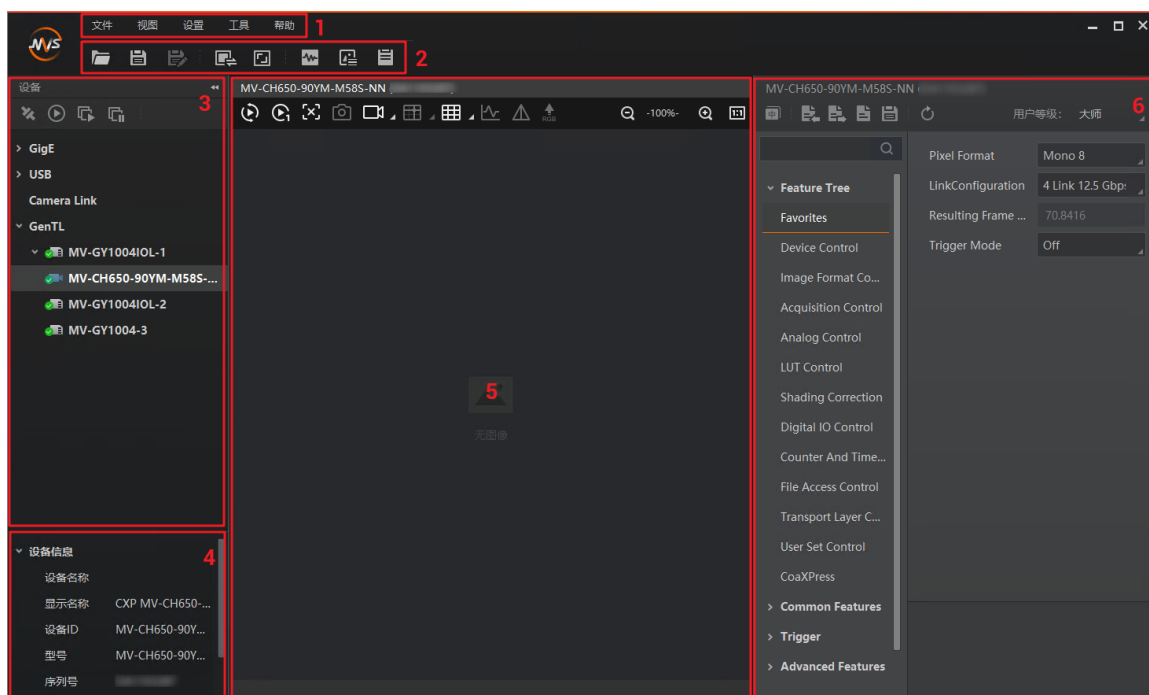 MVS
文件 视图 设置 工具 帮助 1
2
设备
3
GigE
USB
Camera Link
GenTL
MV-GY1004IOL-1
MV-CH650-90YM-M58S-...
MV-GY1004IOL-2
MV-GY1004-3
设备信息
4
设备名称
显示名称 CXP MV-CH650-...
设备ID MV-CH650-90Y...
型号 MV-CH650-90Y...
序列号
MV-CH650-90YM-M58S-NN
RGB
-100%-
1:1
5
无图像
MV-CH650-90YM-M58S-NN (
6
用户等级: 大师
Feature Tree
Favorites
Device Control
Image Format Co...
Acquisition Control
Analog Control
LUT Control
Shading Correction
Digital IO Control
Counter And Time...
File Access Control
Transport Layer C...
User Set Control
CoaXPress
Common Features
Trigger
Advanced Features
Pixel Format Mono 8
LinkConfiguration 4 Link 12.5 Gbp:
Resulting Frame ... 70.8416
Trigger Mode Off